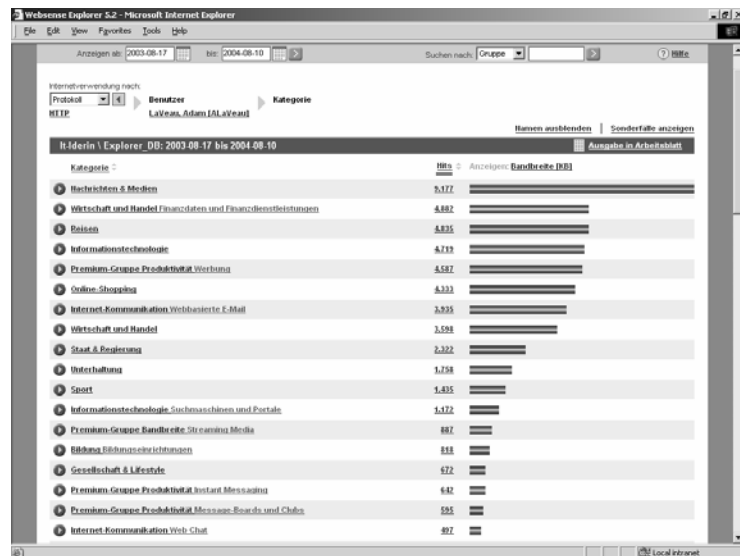 Websense Explorer 5.2 - Microsoft Internet Explorer
File Edit View Favorites Tools Help
Anzeigen ab: 2003-08-17 bis: 2004-08-10 Suchen nach: Gruppe Hilfe
Internetverwendung nach:
Protokoll Benutzer Kategorie
HTTP LaVeau, Adam [ALaVeau]
Namen ausblenden | Sonderfälle anzeigen
It-lderin \ Explorer_DB: 2003-08-17 bis 2004-08-10 Ausgabe in Arbeitsblatt
Kategorie Hits Anzeigen: Bandbreite [KB]
Nachrichten & Medien 9.177
Wirtschaft und Handel Finanzdaten und Finanzdienstleistungen 4.882
Reisen 4.835
Informationstechnologie 4.719
Premium-Gruppe Produktivität Werbung 4.587
Online-Shopping 4.333
Internet-Kommunikation Webbasierte E-Mail 3.935
Wirtschaft und Handel 3.598
Staat & Regierung 2.322
Unterhaltung 1.758
Sport 1.435
Informationstechnologie Suchmaschinen und Portale 1.172
Premium-Gruppe Bandbreite Streaming Media 887
Bildung Bildungseinrichtungen 818
Gesellschaft & Lifestyle 672
Premium-Gruppe Produktivität Instant Messaging 642
Premium-Gruppe Produktivität Message-Boards und Clubs 595
Internet-Kommunikation Web Chat 497
Local intranet